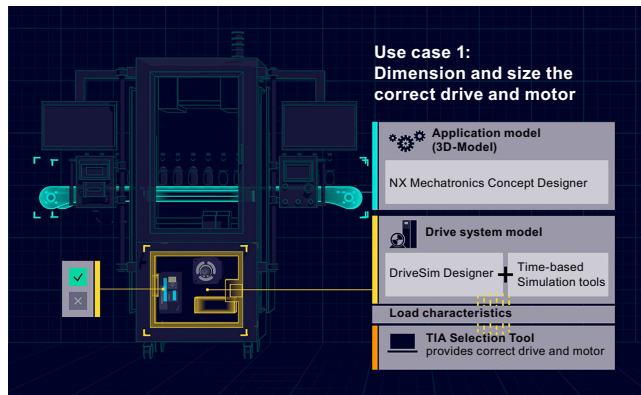 Use case 1:
Dimension and size the
correct drive and motor
Application model
(3D-Model)
NX Mechatronics Concept Designer
Drive system model
DriveSim Designer
+
Time-based
Simulation tools
Load characteristics
TIA Selection Tool
provides correct drive and motor